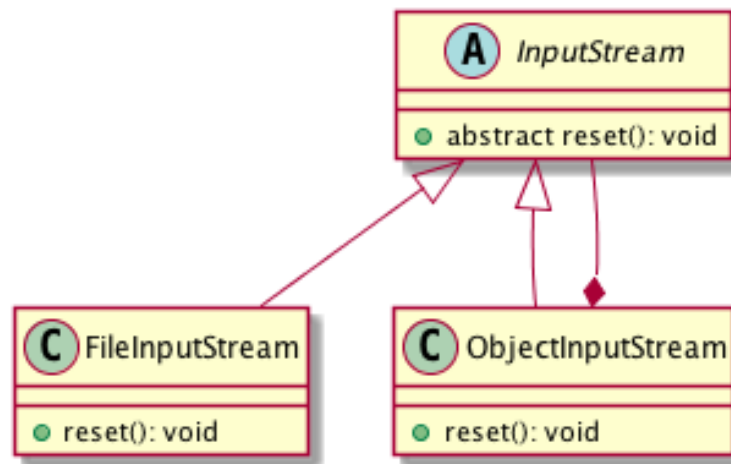 A InputStream
abstract reset(): void
C FileInputStream
reset(): void
C ObjectInputStream
reset(): void